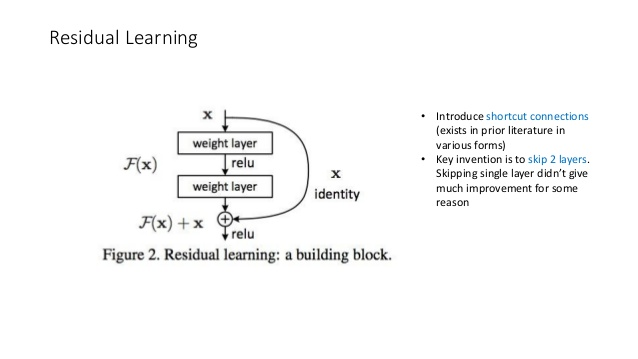 Residual Learning
x
weight layer
F(x)
relu
x
weight layer
identity
F(x) + x
+
relu
Figure 2. Residual learning: a building block.
• Introduce shortcut connections
(exists in prior literature in
various forms)
• Key invention is to skip 2 layers.
Skipping single layer didn’t give
much improvement for some
reason